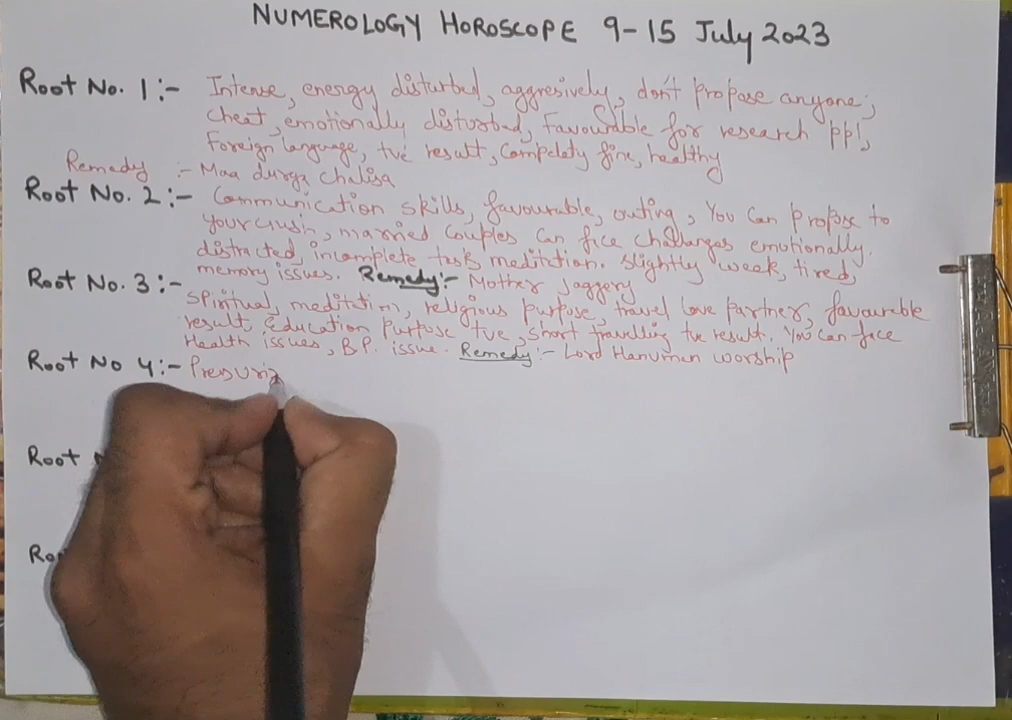 NUMEROLOGY HOROSCOPE 9-15 July 2023
Root No. 1:- Intense, energy disturbed, aggresively, don't propose anyone,
Cheat, emotionally disturbed, Favourable for research ppl,
Foreign language, +ve result, Completely fine, healthy
Remedy :- Maa durga Chalisa
Root No. 2:- Communication skills, favourable, outing, You Can propose to
your crush, married Couples Can face Challenges emotionally.
distracted, incomplete task meditation. Slightly weak, tired,
memory issues. Remedy:- Mother Jaggery
Root No. 3:- Spiritual, meditation, religious purpose, travel love partner, favourable
result, Education purpose +ve, short travelling +ve result. You Can face
Health issues, B.P. issue. Remedy:- Lord Hanuman worship
Root No 4:- Presuri
Root
Roo